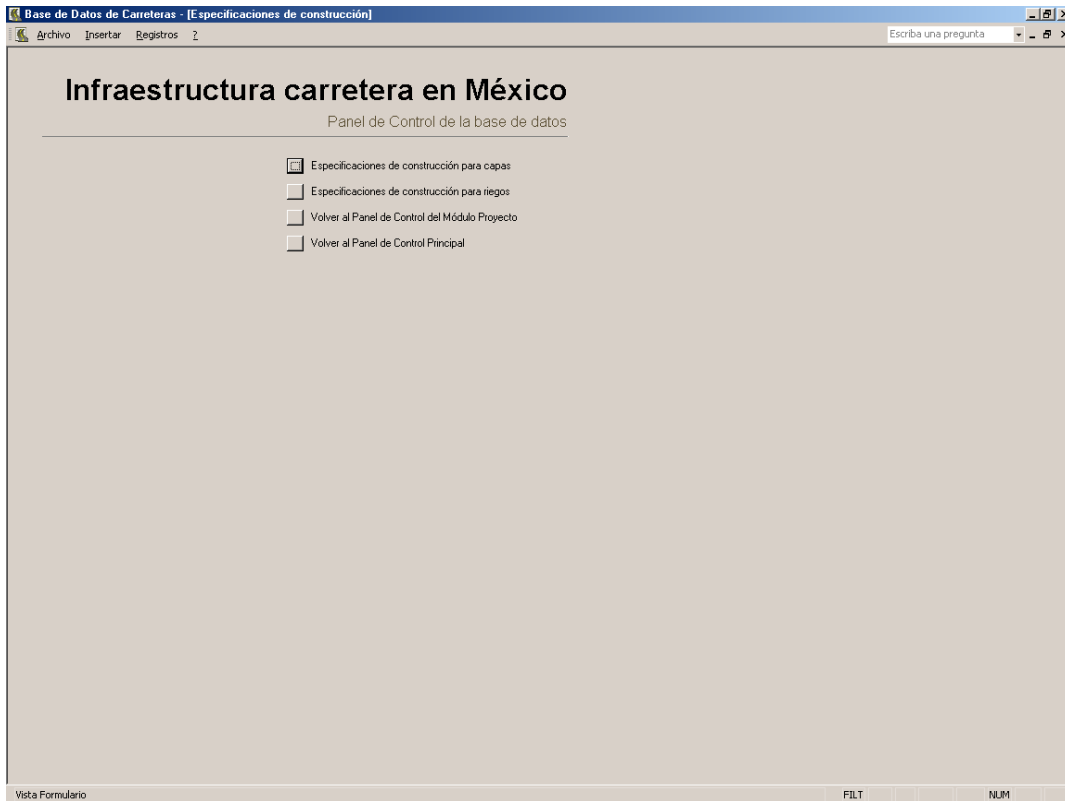 Base de Datos de Carreteras - [Especificaciones de construcción]
Archivo Insertar Registros ? Escriba una pregunta
Infraestructura carretera en México
Panel de Control de la base de datos
Especificaciones de construcción para capas
Especificaciones de construcción para riegos
Volver al Panel de Control del Módulo Proyecto
Volver al Panel de Control Principal
Vista Formulario FILT NUM